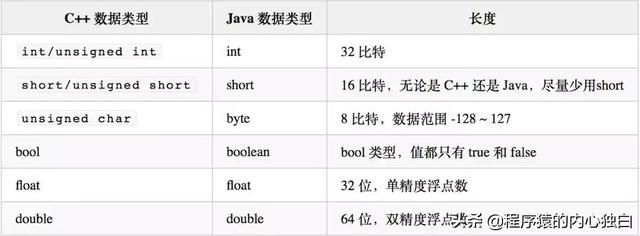 C++ 数据类型 Java 数据类型 长度
int/unsigned int int 32 比特
short/unsigned short short 16 比特，无论是 C++ 还是 Java，尽量少用short
unsigned char byte 8 比特，数据范围 -128 ~ 127
bool boolean bool 类型，值都只有 true 和 false
float float 32 位，单精度浮点数
double double 64 位，双精度浮点数
头条 @程序猿的内心独白